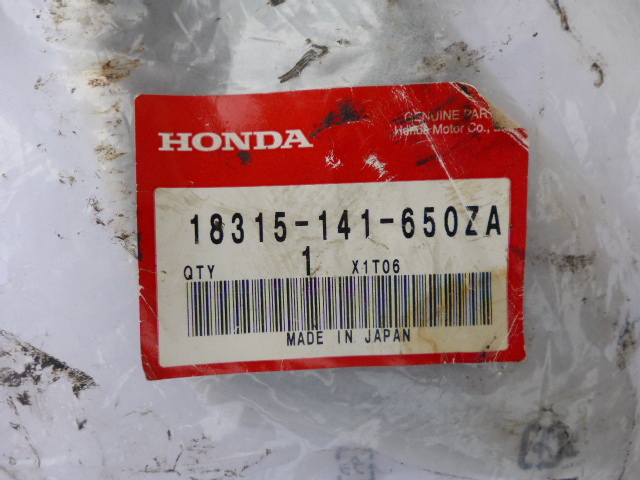 HONDA
GENUINE PAR
Honda Motor Co.,
18315-141-650ZA
QTY 1 X1T06
MADE IN JAPAN